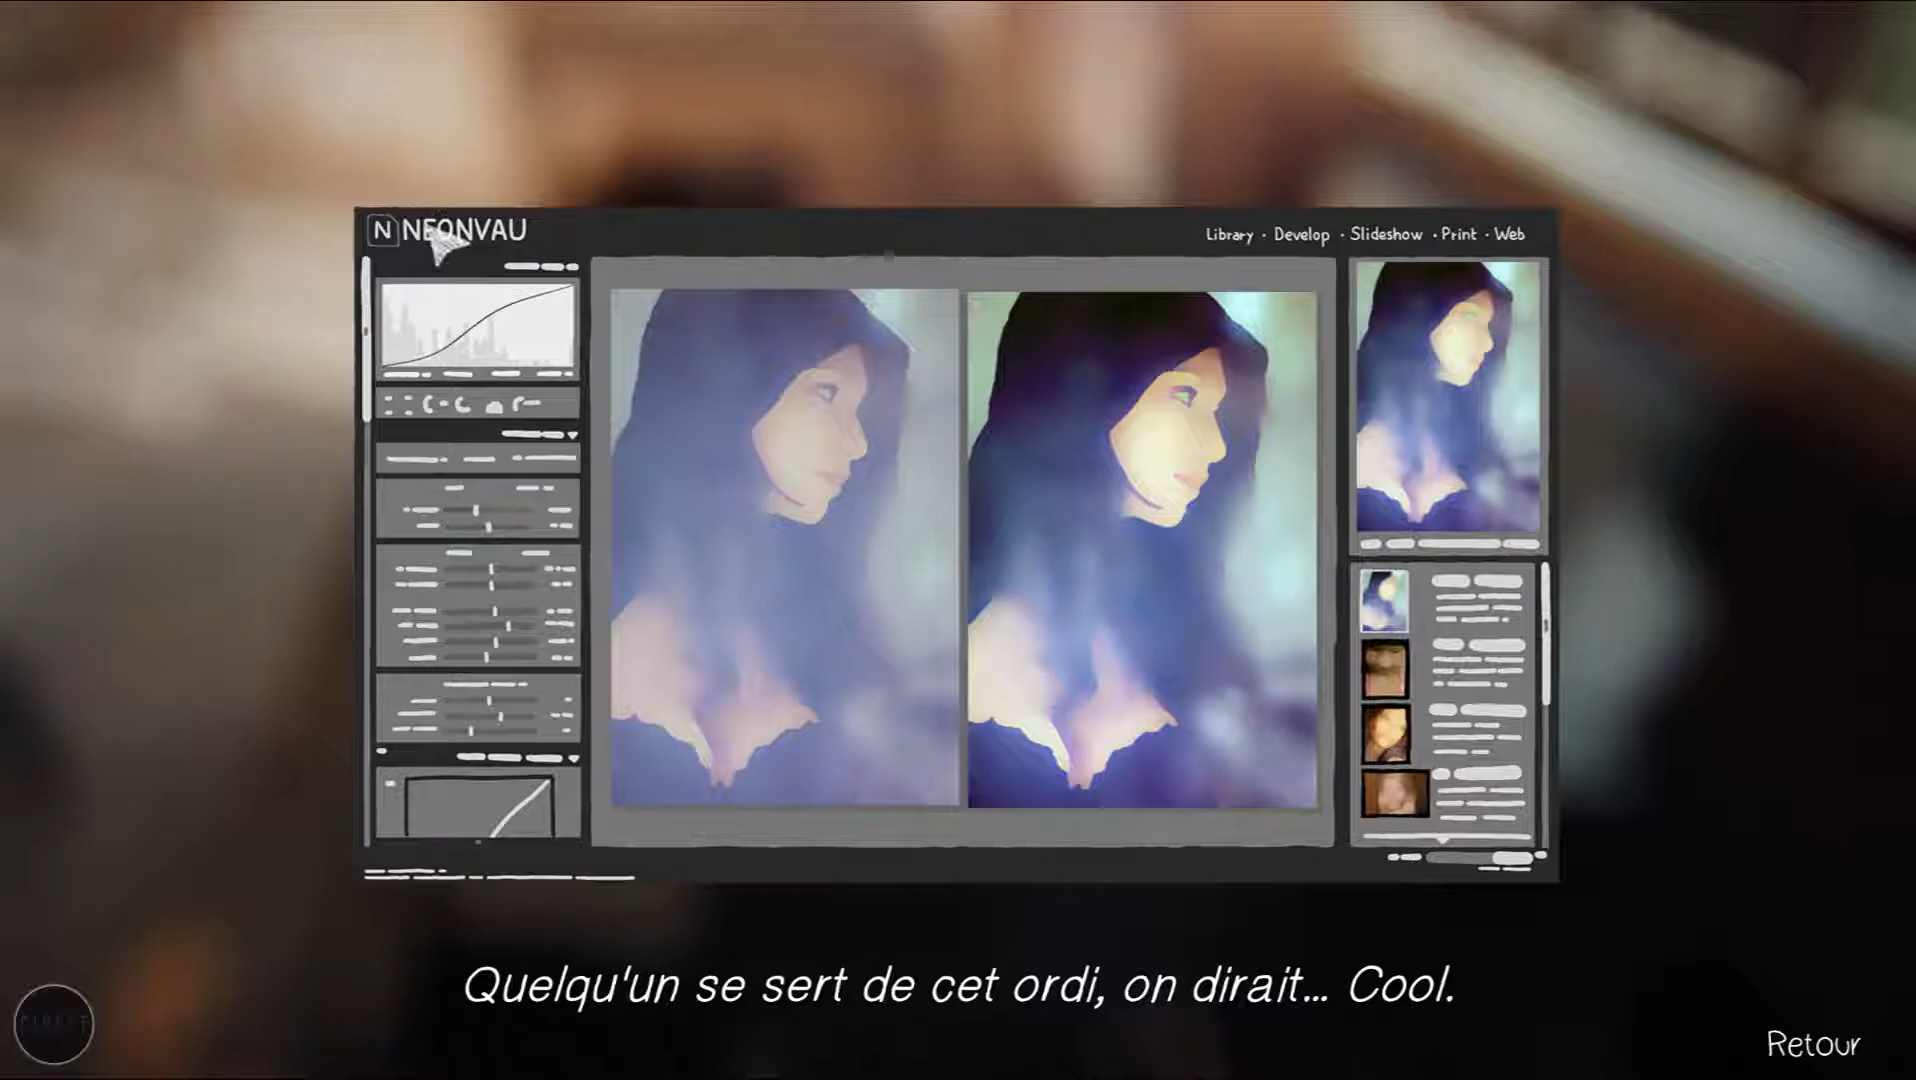 N NEONVAU
Library · Develop · Slideshow · Print · Web
Quelqu'un se sert de cet ordi, on dirait... Cool.
Retour